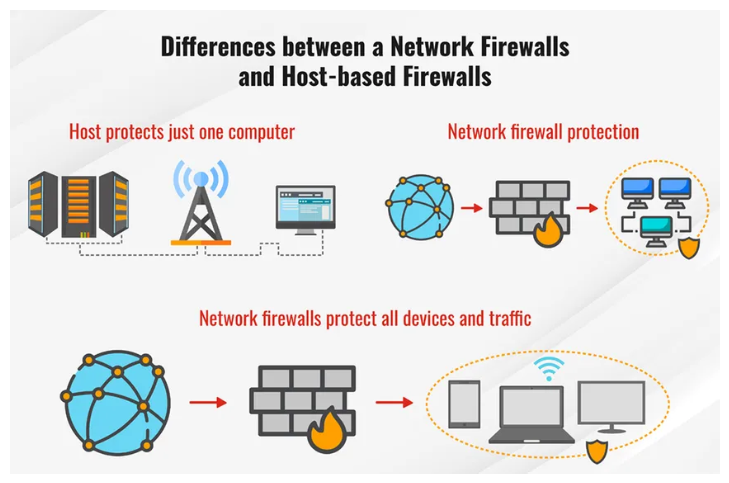 Differences between a Network Firewalls
and Host-based Firewalls
Host protects just one computer
Network firewall protection
Network firewalls protect all devices and traffic